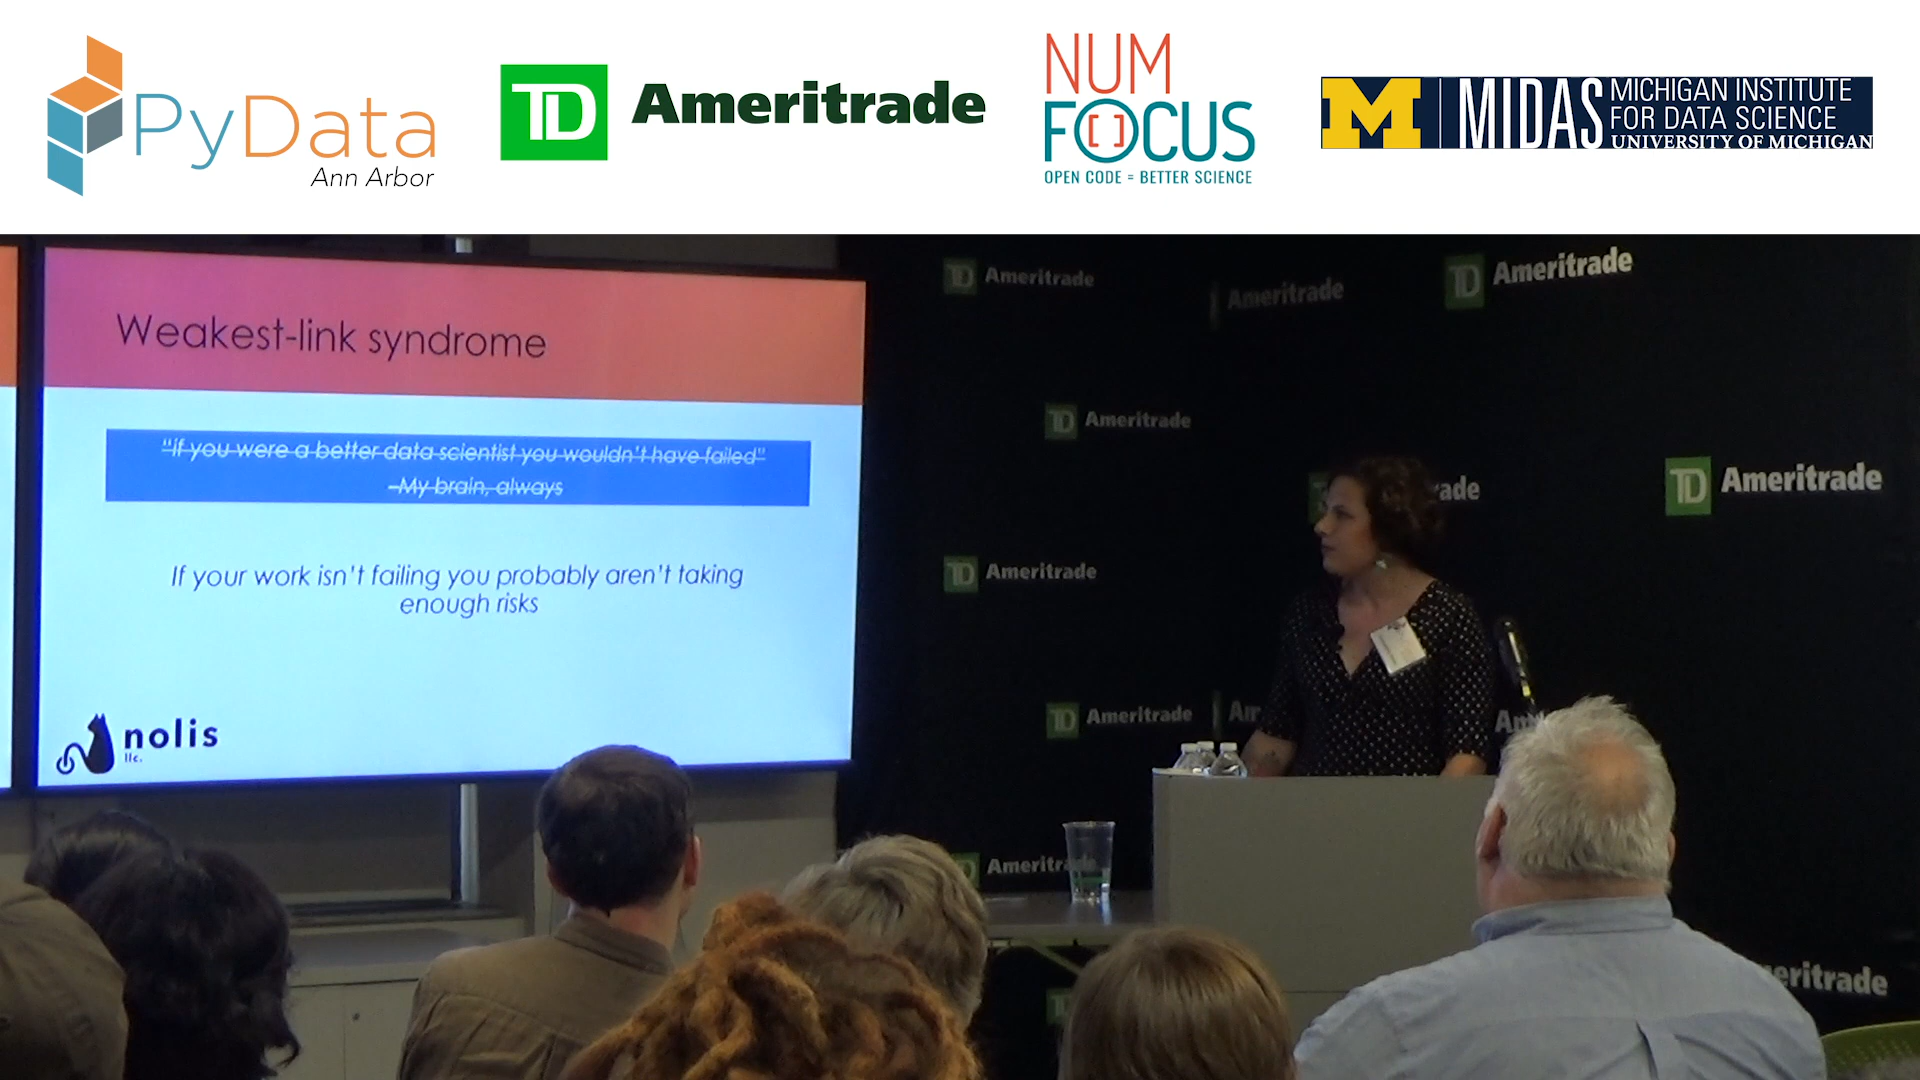 PyData
Ann Arbor
TD Ameritrade
NUM
FOCUS
OPEN CODE = BETTER SCIENCE
M MIDAS
MICHIGAN INSTITUTE
FOR DATA SCIENCE
UNIVERSITY OF MICHIGAN
Weakest-link syndrome
"if you were a better data scientist you wouldn't have failed"
–My brain, always
If your work isn't failing you probably aren't taking
enough risks
nolis
llc.
TD Ameritrade
Ameritrade
TD Ameritrade
TD Ameritrade
ade
TD Ameritrade
TD Ameritrade
TD Ameritrade
Am
Am
Ameritra
eritrade